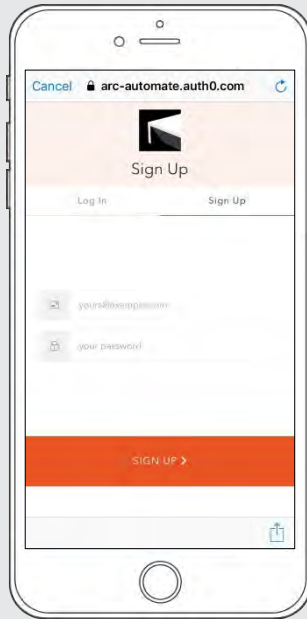 Cancel arc-automate.auth0.com
Sign Up
Log In Sign Up
yours@example.com
your password
SIGN UP >